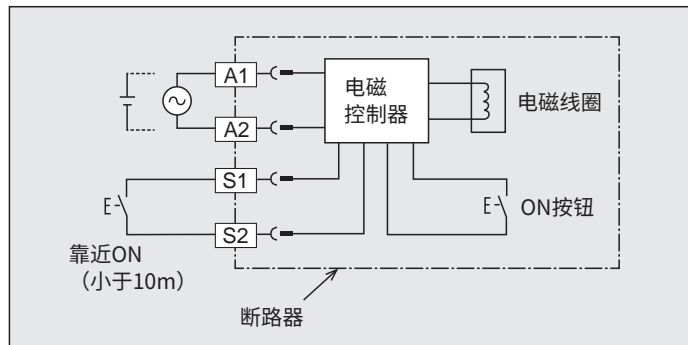 A1
电磁
控制器
电磁线圈
A2
S1
ON按钮
S2
靠近ON
（小于10m）
断路器